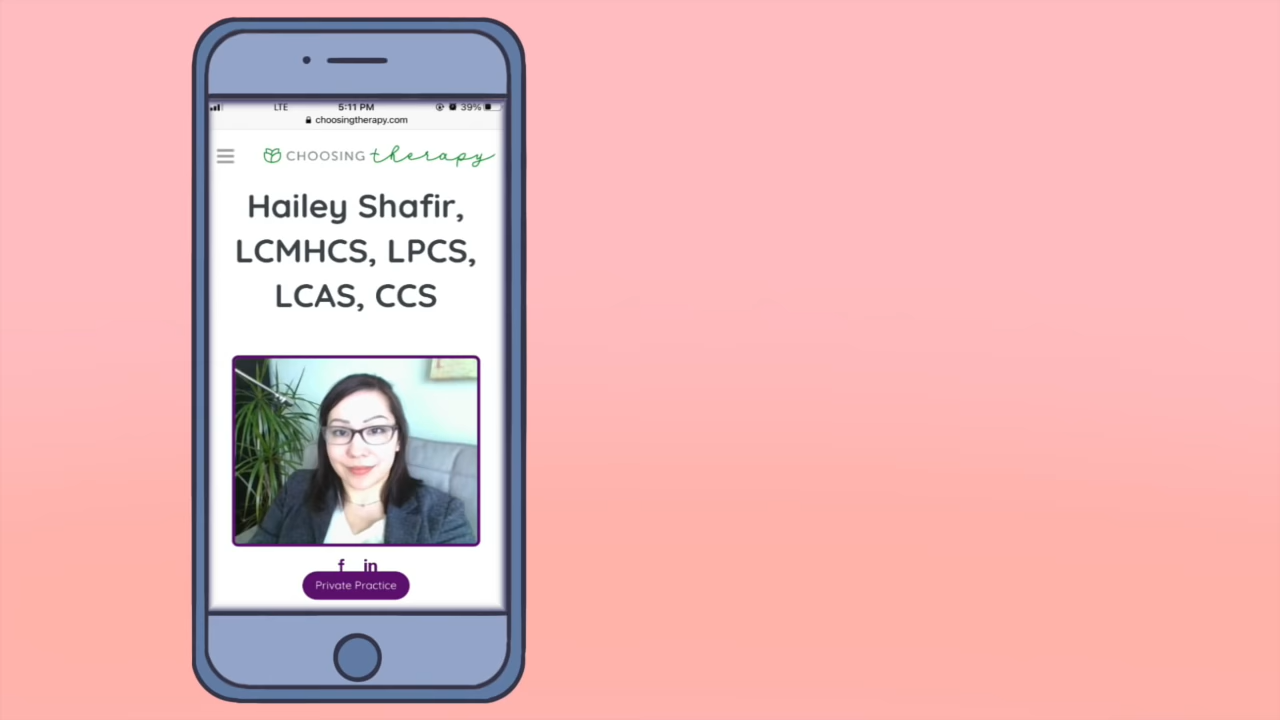 LTE 5:11 PM 39%
choosingtherapy.com
CHOOSING therapy
Hailey Shafir,
LCMHCS, LPCS,
LCAS, CCS
f in
Private Practice